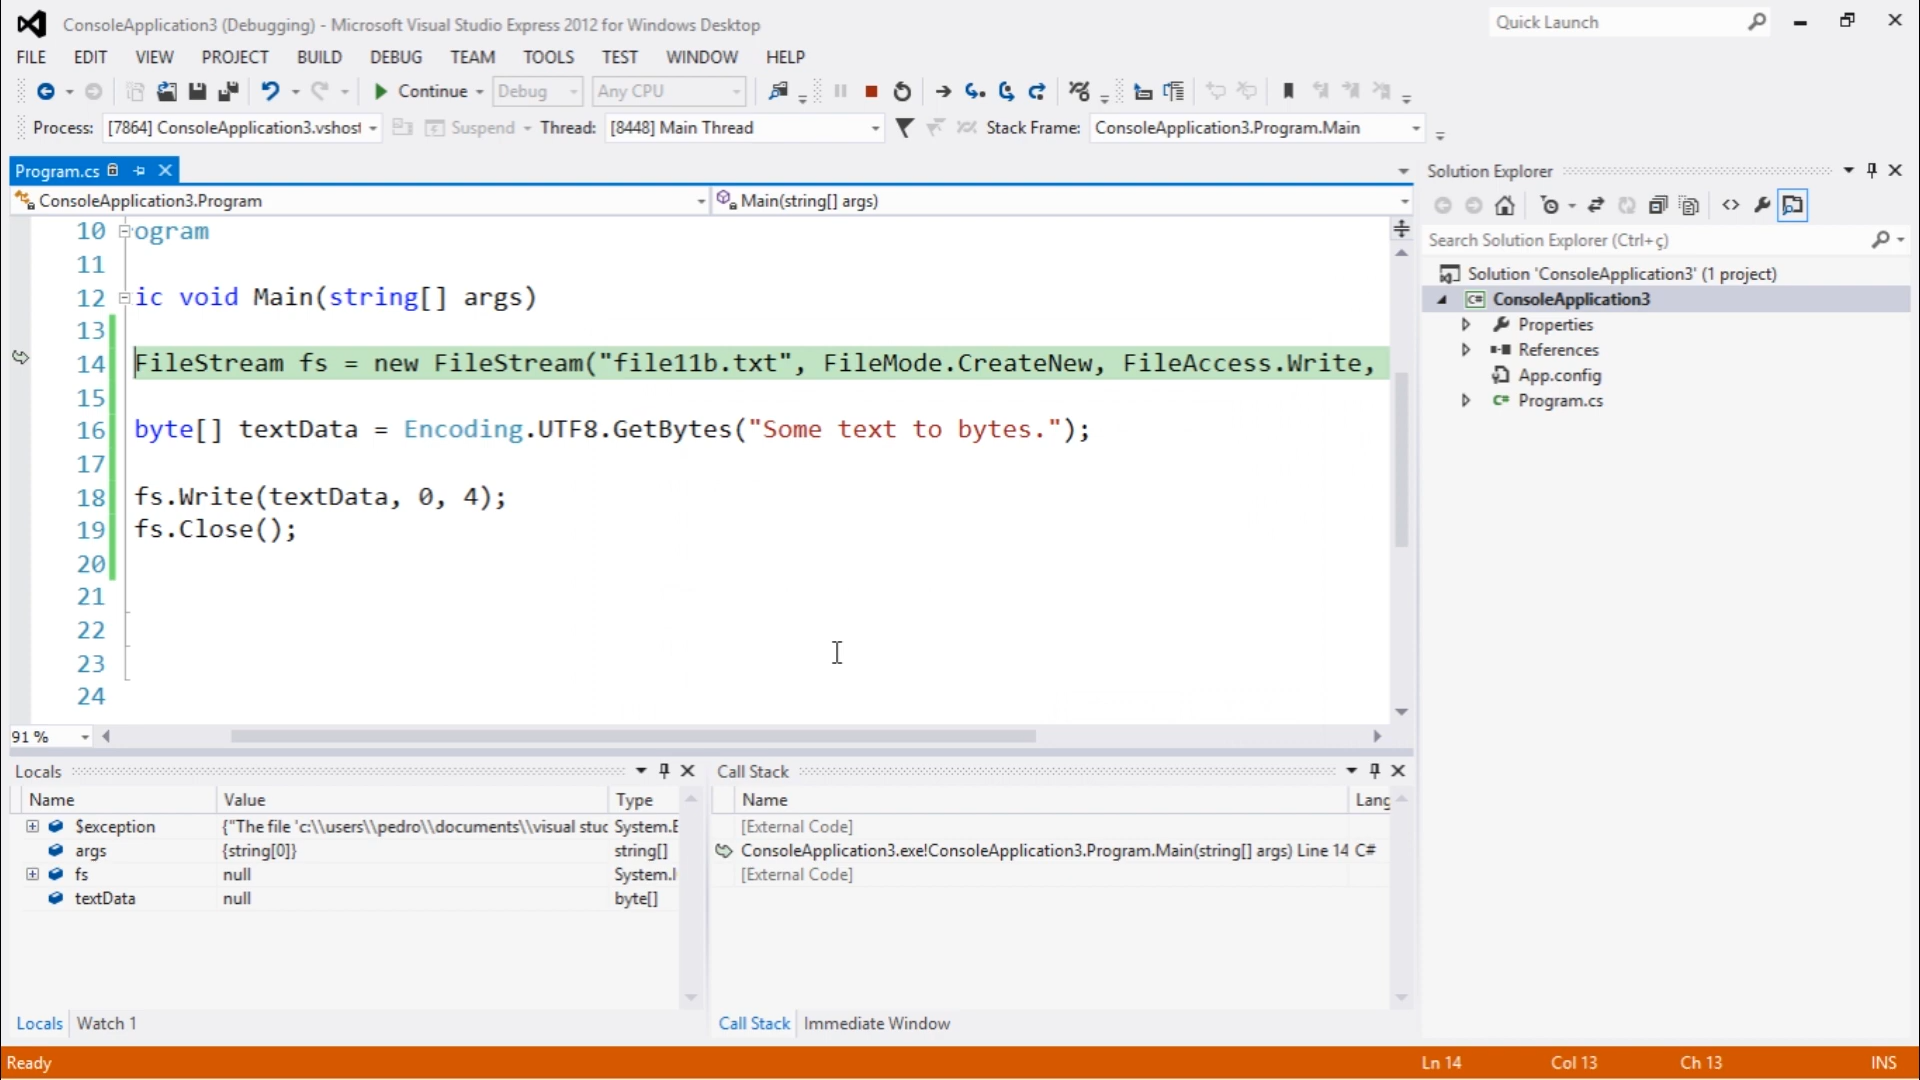 ConsoleApplication3 (Debugging) - Microsoft Visual Studio Express 2012 for Windows Desktop
Quick Launch
FILE EDIT VIEW PROJECT BUILD DEBUG TEAM TOOLS TEST WINDOW HELP
Continue Debug Any CPU
Process: [7864] ConsoleApplication3.vshost Suspend Thread: [8448] Main Thread Stack Frame: ConsoleApplication3.Program.Main
Program.cs
ConsoleApplication3.Program Main(string[] args)
10 ogram
11
12 ic void Main(string[] args)
13
14 FileStream fs = new FileStream("file11b.txt", FileMode.CreateNew, FileAccess.Write,
15
16 byte[] textData = Encoding.UTF8.GetBytes("Some text to bytes.");
17
18 fs.Write(textData, 0, 4);
19 fs.Close();
20
21
22
23
24
91 %
Solution Explorer
Search Solution Explorer (Ctrl+ç)
Solution 'ConsoleApplication3' (1 project)
C# ConsoleApplication3
Properties
References
App.config
C# Program.cs
Locals
Name Value Type
$exception {"The file 'c:\\users\\pedro\\documents\\visual stuc System.E
args {string[0]} string[]
fs null System.I
textData null byte[]
Locals Watch 1
Call Stack
Name Lang
[External Code]
ConsoleApplication3.exe!ConsoleApplication3.Program.Main(string[] args) Line 14 C#
[External Code]
Call Stack Immediate Window
Ready Ln 14 Col 13 Ch 13 INS